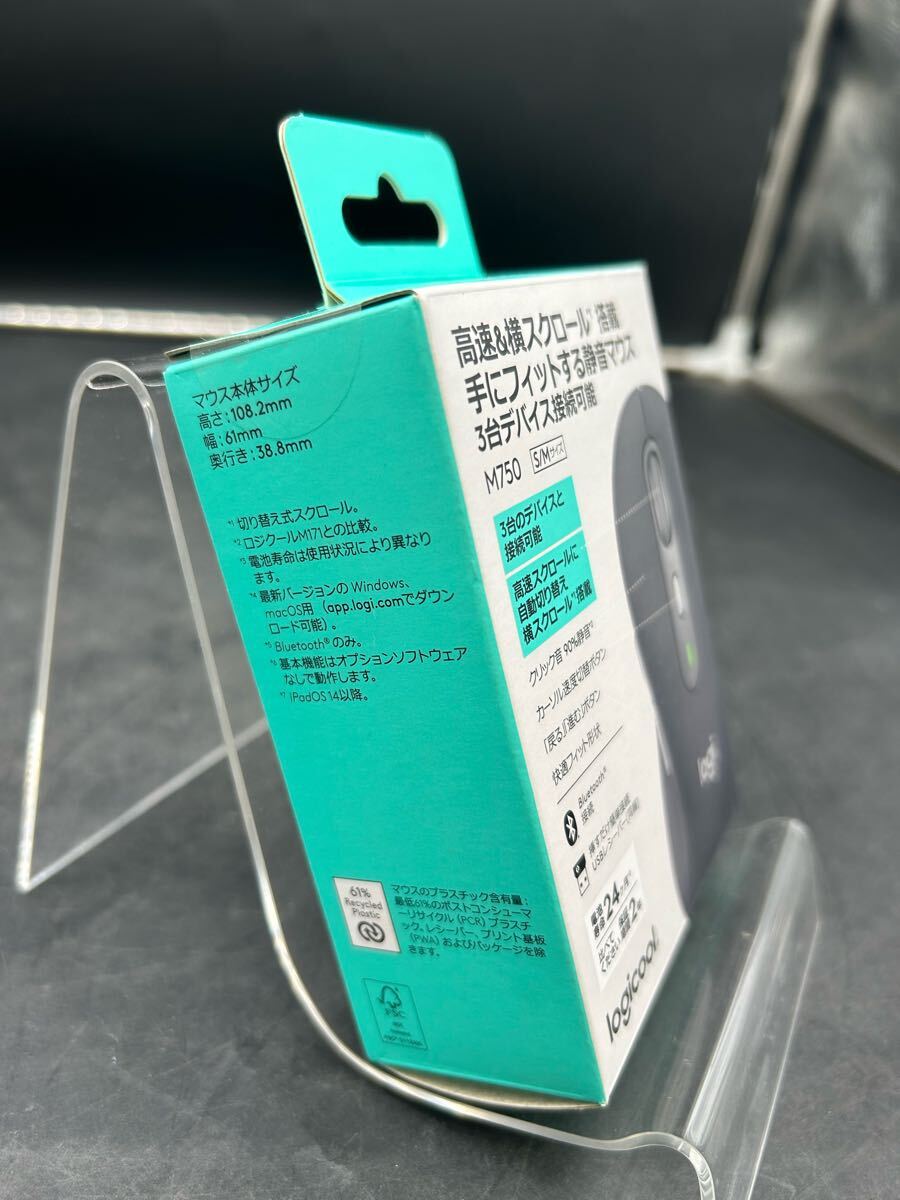 マウス本体サイズ
高さ:108.2mm
幅:61mm
奥行き:38.8mm
*1 切り替え式スクロール。
*2 ロジクールM171との比較。
*3 電池寿命は使用状況により異なり
ます。
*4 最新バージョンの Windows、
macOS用(app.logi.comでダウン
ロード可能)。
*5 Bluetooth® のみ。
*6 基本機能はオプションソフトウェア
なしで動作します。
*7 iPadOS 14以降。
61%
Recycled
Plastic
マウスのプラスチック含有量:
最低61%のポストコンシューマ
ーリサイクル (PCR) プラスチ
ック。レシーバー、プリント基板
(PWA) およびパッケージを除
きます。
FSC
高速&横スクロール*1 搭載
手にフィットする静音マウス
3台デバイス接続可能
M750 S/Mサイズ
3台のデバイスと
接続可能
高速スクロールに
自動切り替え
横スクロール*1搭載
クリック音 90%静音*2
カーソル速度切替ボタン
「戻る」「進む」ボタン
快適フィット形状
Bluetooth®
接続
USBレシーバー
24
2
logi
logicool